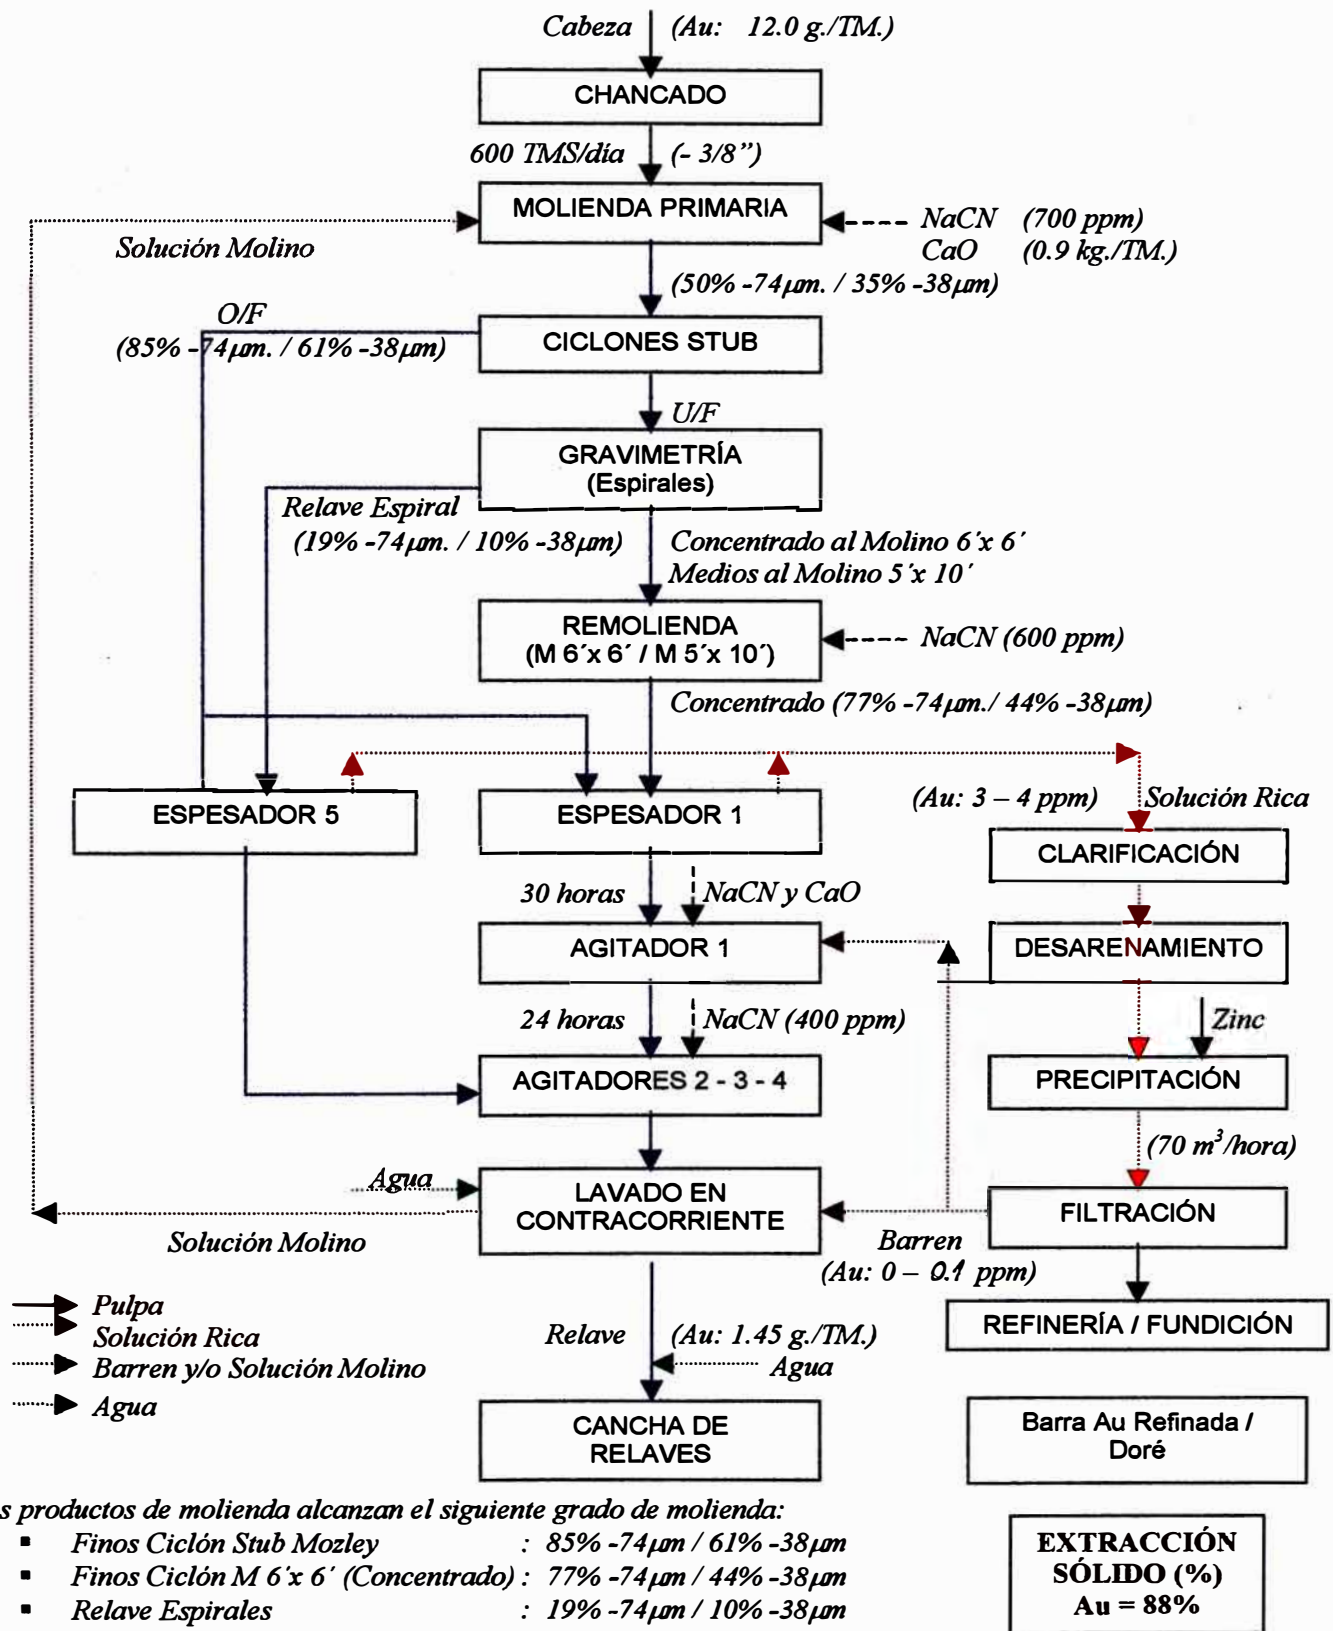 Cabeza (Au: 12.0 g./TM.)
CHANCADO
600 TMS/día (- 3/8")
MOLIENDA PRIMARIA
NaCN (700 ppm)
CaO (0.9 kg./TM.)
Solución Molino
(50% -74µm. / 35% -38µm)
O/F
(85% -74µm. / 61% -38µm)
CICLONES STUB
U/F
GRAVIMETRÍA
(Espirales)
Relave Espiral
(19% -74µm. / 10% -38µm)
Concentrado al Molino 6´x 6´
Medios al Molino 5´x 10´
REMOLIENDA
(M 6´x 6´ / M 5´x 10´)
NaCN (600 ppm)
Concentrado (77% -74µm./ 44% -38µm)
ESPESADOR 5
ESPESADOR 1
(Au: 3 – 4 ppm) Solución Rica
CLARIFICACIÓN
30 horas NaCN y CaO
AGITADOR 1
DESARENAMIENTO
24 horas NaCN (400 ppm)
Zinc
AGITADORES 2 - 3 - 4
PRECIPITACIÓN
(70 m³/hora)
Agua
LAVADO EN
CONTRACORRIENTE
FILTRACIÓN
Solución Molino
Barren
(Au: 0 – 0.1 ppm)
Pulpa
Solución Rica
Barren y/o Solución Molino
Agua
Relave (Au: 1.45 g./TM.)
Agua
REFINERÍA / FUNDICIÓN
CANCHA DE
RELAVES
Barra Au Refinada /
Doré
s productos de molienda alcanzan el siguiente grado de molienda:
▪ Finos Ciclón Stub Mozley : 85% -74µm / 61% -38µm
▪ Finos Ciclón M 6´x 6´ (Concentrado) : 77% -74µm / 44% -38µm
▪ Relave Espirales : 19% -74µm / 10% -38µm
EXTRACCIÓN
SÓLIDO (%)
Au = 88%